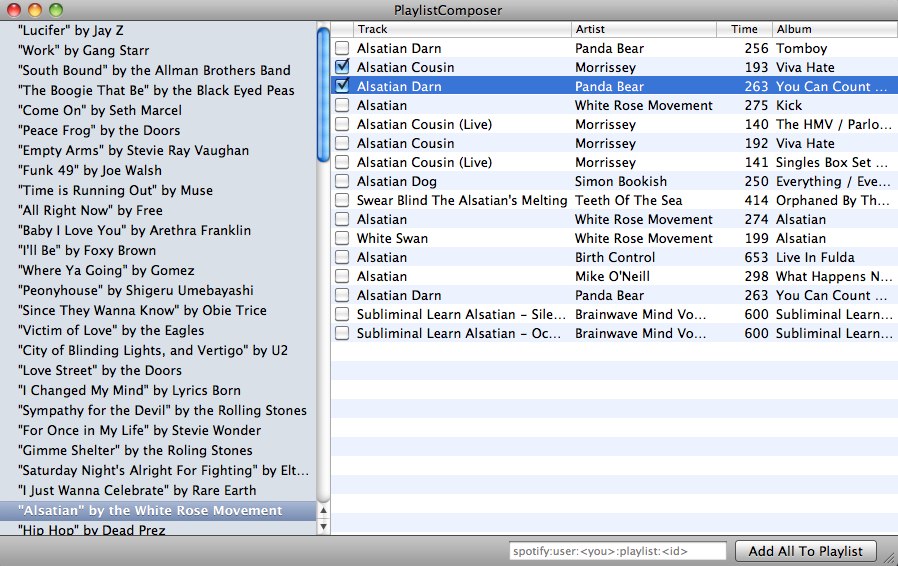 PlaylistComposer
"Lucifer" by Jay Z
"Work" by Gang Starr
"South Bound" by the Allman Brothers Band
"The Boogie That Be" by the Black Eyed Peas
"Come On" by Seth Marcel
"Peace Frog" by the Doors
"Empty Arms" by Stevie Ray Vaughan
"Funk 49" by Joe Walsh
"Time is Running Out" by Muse
"All Right Now" by Free
"Baby I Love You" by Arethra Franklin
"I'll Be" by Foxy Brown
"Where Ya Going" by Gomez
"Peonyhouse" by Shigeru Umebayashi
"Since They Wanna Know" by Obie Trice
"Victim of Love" by the Eagles
"City of Blinding Lights, and Vertigo" by U2
"Love Street" by the Doors
"I Changed My Mind" by Lyrics Born
"Sympathy for the Devil" by the Rolling Stones
"For Once in My Life" by Stevie Wonder
"Gimme Shelter" by the Roling Stones
"Saturday Night's Alright For Fighting" by Elt...
"I Just Wanna Celebrate" by Rare Earth
"Alsatian" by the White Rose Movement
"Hip Hop" by Dead Prez
Track Artist Time Album
Alsatian Darn Panda Bear 256 Tomboy
Alsatian Cousin Morrissey 193 Viva Hate
Alsatian Darn Panda Bear 263 You Can Count ...
Alsatian White Rose Movement 275 Kick
Alsatian Cousin (Live) Morrissey 140 The HMV / Parlo...
Alsatian Cousin Morrissey 192 Viva Hate
Alsatian Cousin (Live) Morrissey 141 Singles Box Set ...
Alsatian Dog Simon Bookish 250 Everything / Eve...
Swear Blind The Alsatian's Melting Teeth Of The Sea 414 Orphaned By Th...
Alsatian White Rose Movement 274 Alsatian
White Swan White Rose Movement 199 Alsatian
Alsatian Birth Control 653 Live In Fulda
Alsatian Mike O'Neill 298 What Happens N...
Alsatian Darn Panda Bear 263 You Can Count ...
Subliminal Learn Alsatian – Sile... Brainwave Mind Vo... 600 Subliminal Learn...
Subliminal Learn Alsatian – Oc... Brainwave Mind Vo... 600 Subliminal Learn...
spotify:user:<you>:playlist:<id> Add All To Playlist